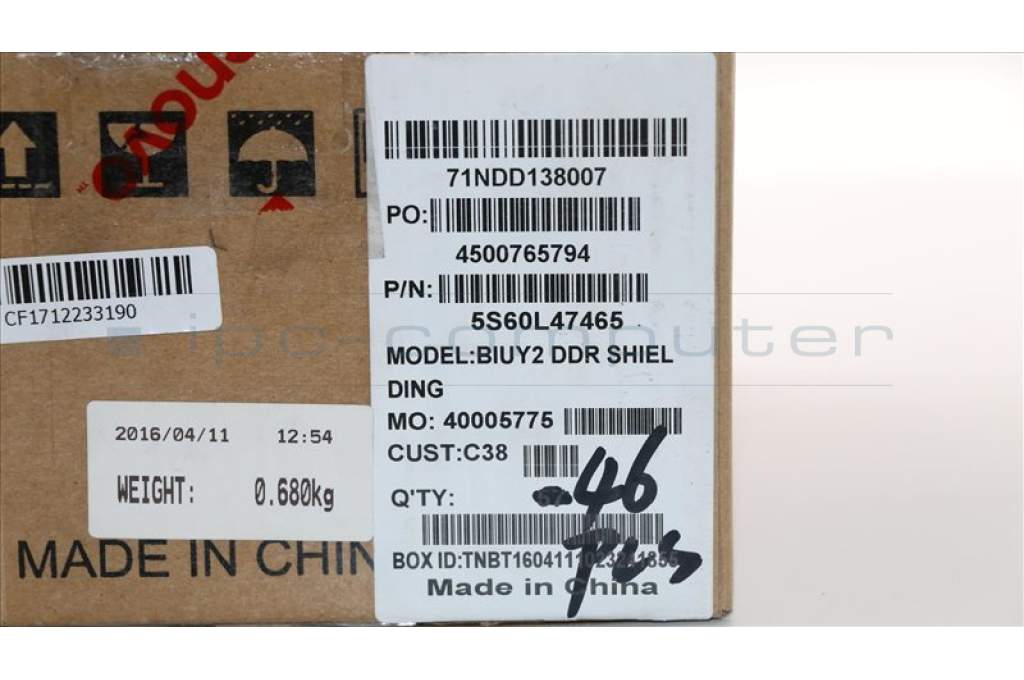 71NDD138007
PO:
4500765794
P/N:
5S60L47465
MODEL:BIUY2 DDR SHIEL
DING
MO: 40005775
CUST:C38
Q'TY: 46
Pcs
BOX ID:
Made in China
CF1712233190
2016/04/11 12:54
WEIGHT: 0.680kg
MADE IN CHIN
ipc-computer